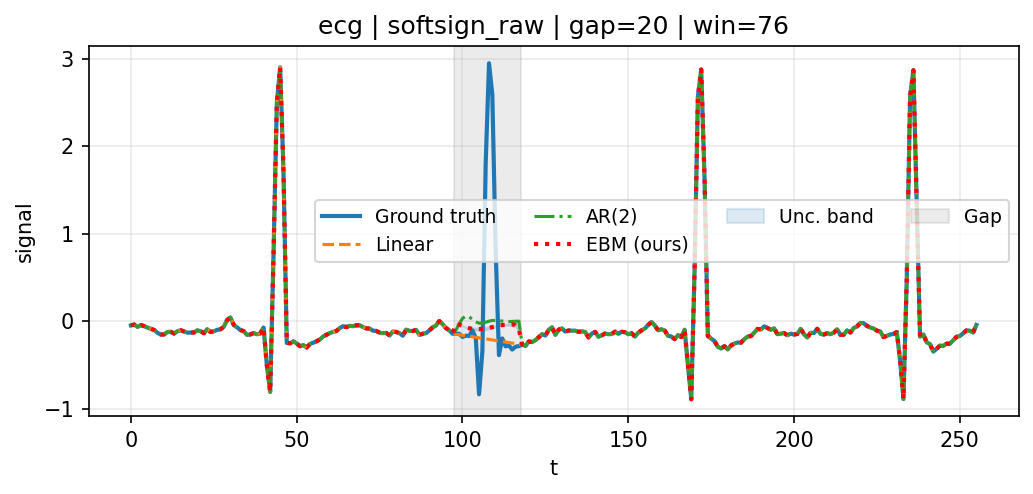 ecg | softsign_raw | gap=20 | win=76
3
2
1
0
−1
signal
Ground truth
Linear
AR(2)
EBM (ours)
Unc. band
Gap
0
50
100
150
200
250
t